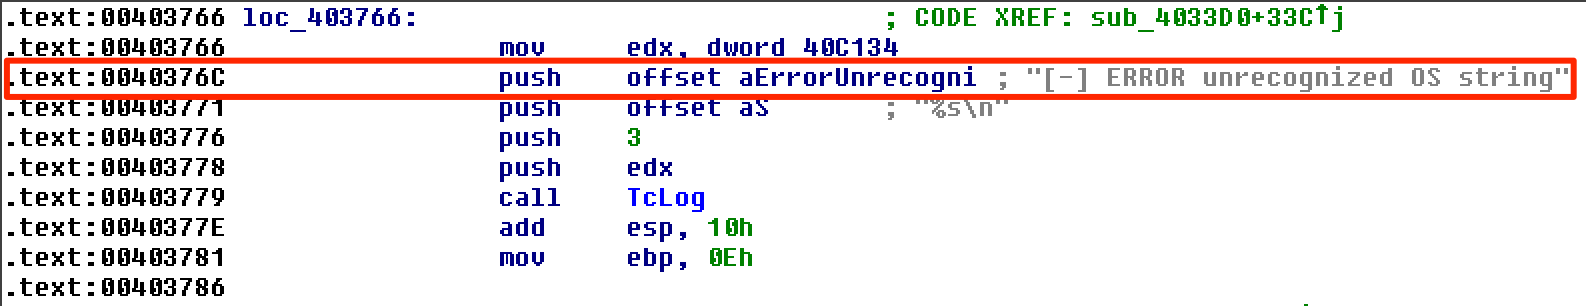 .text:00403766 loc_403766: ; CODE XREF: sub_4033D0+33C↑j
.text:00403766 mov edx, dword_40C134
.text:0040376C push offset aErrorUnrecogni ; "[-] ERROR unrecognized OS string"
.text:00403771 push offset aS ; "%s\n"
.text:00403776 push 3
.text:00403778 push edx
.text:00403779 call TcLog
.text:0040377E add esp, 10h
.text:00403781 mov ebp, 0Eh
.text:00403786